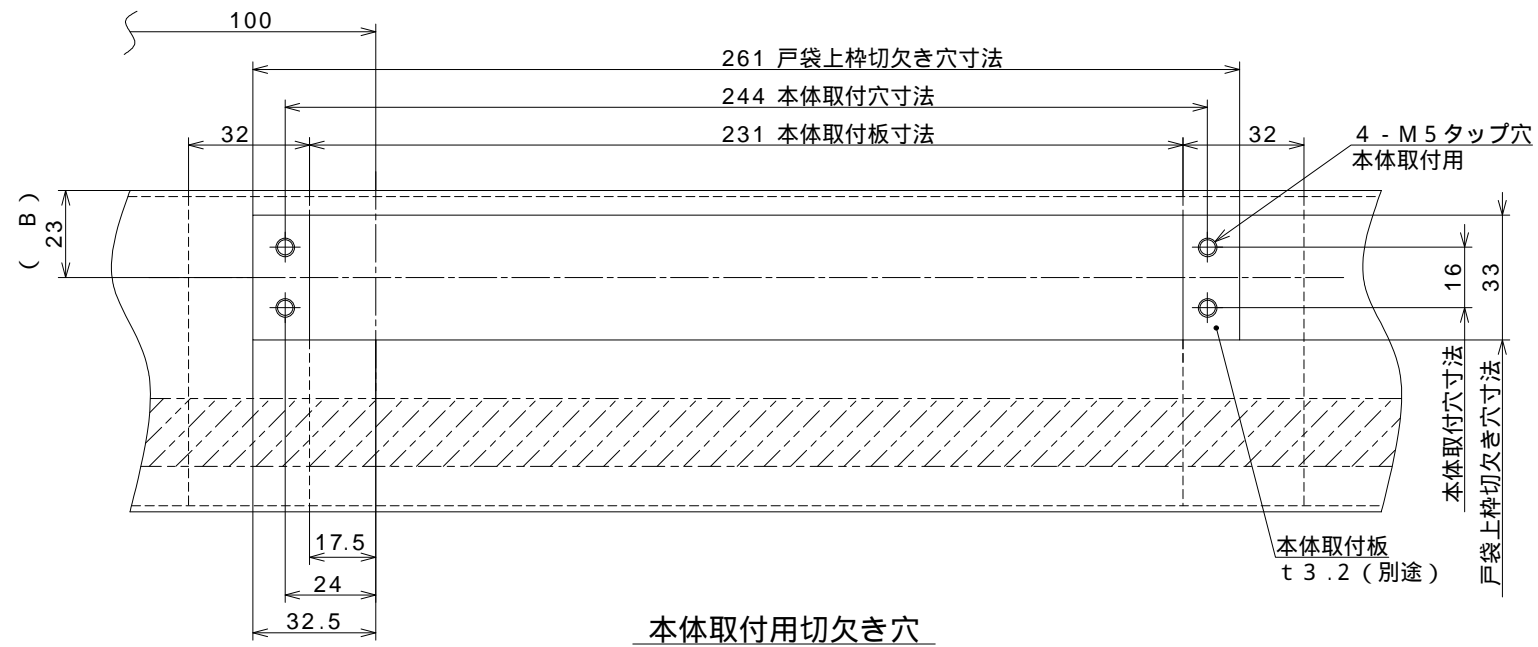 100
261 戸袋上枠切欠き穴寸法
244 本体取付穴寸法
32
231 本体取付板寸法
32
4 - M5タップ穴
本体取付用
(B)
23
16
33
本体取付穴寸法
戸袋上枠切欠き穴寸法
17.5
24
32.5
本体取付板
t3.2(別途)
本体取付用切欠き穴